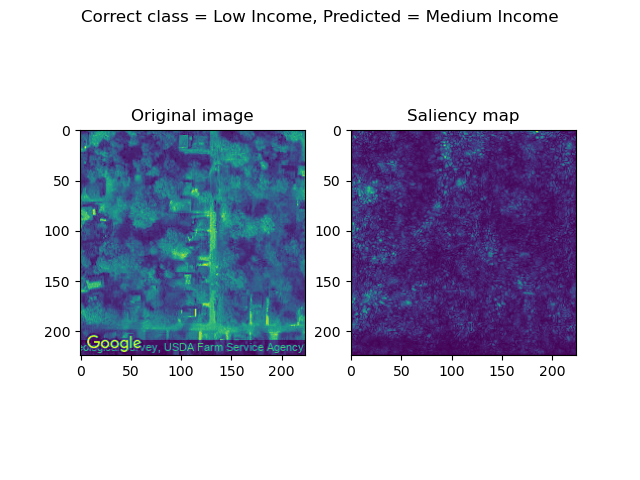 Correct class = Low Income, Predicted = Medium Income
Original image
Saliency map
0
50
100
150
200
0
50
100
150
200
Google
vey, USDA Farm Service Agency
0 50 100 150 200
0 50 100 150 200